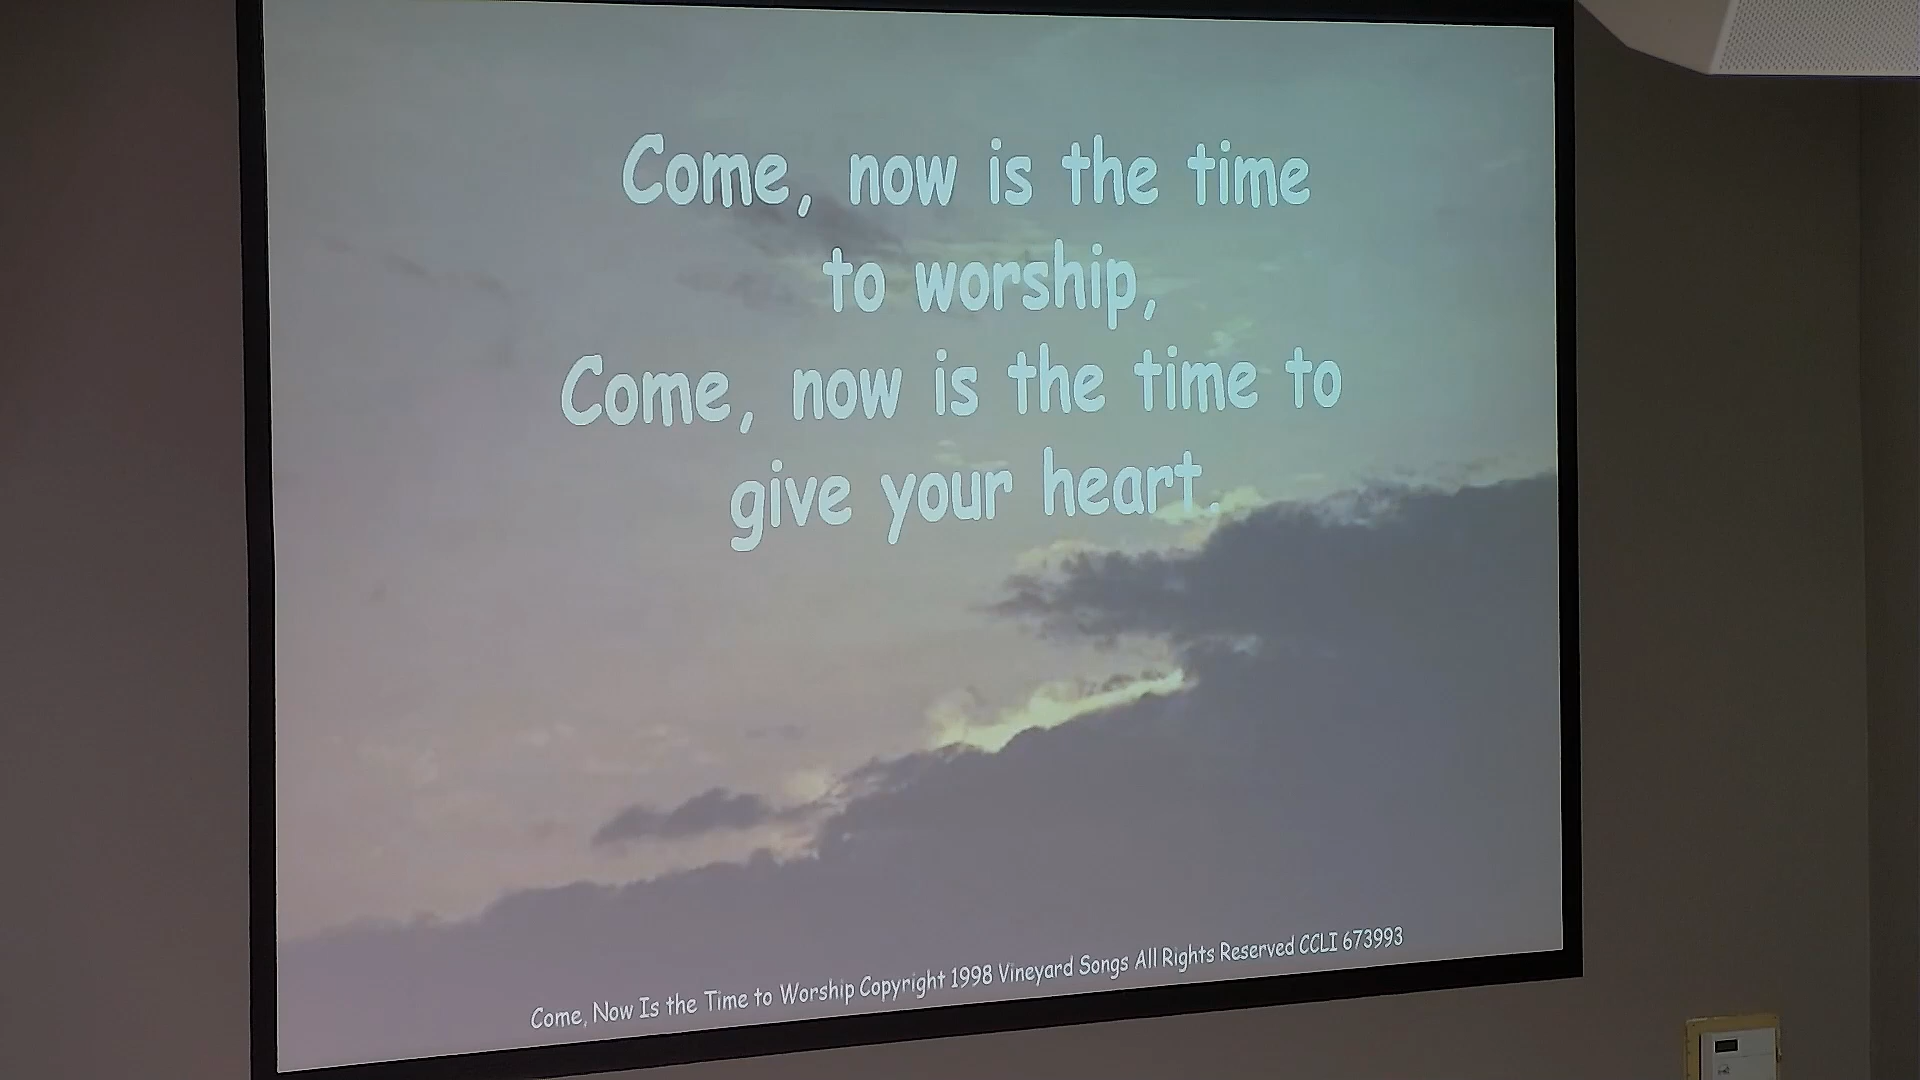 Come, now is the time
to worship,
Come, now is the time to
give your heart.
Come, Now Is the Time to Worship Copyright 1998 Vineyard Songs All Rights Reserved CCLI 673993